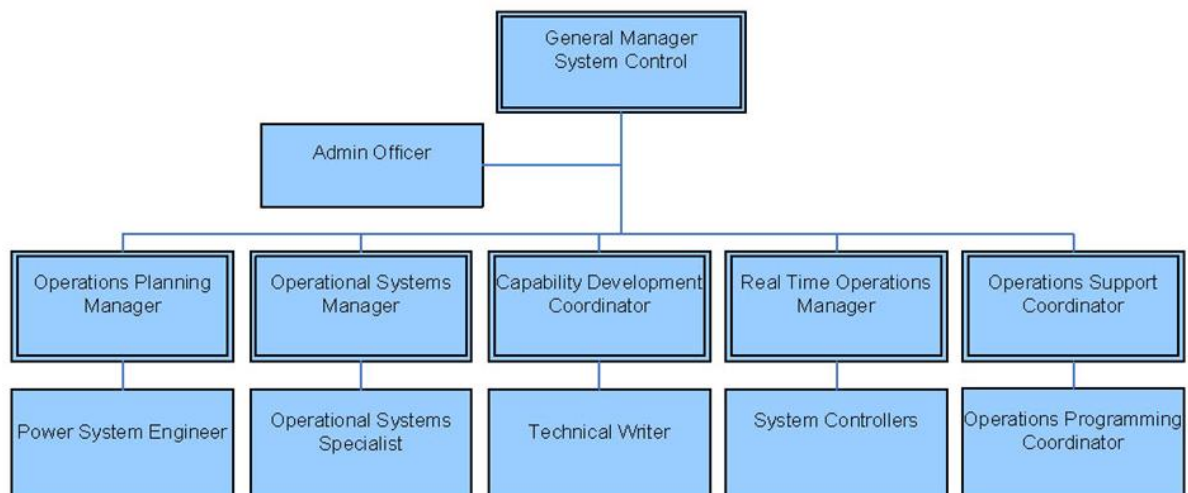 General Manager
System Control
Admin Officer
Operations Planning
Manager
Operational Systems
Manager
Capability Development
Coordinator
Real Time Operations
Manager
Operations Support
Coordinator
Power System Engineer
Operational Systems
Specialist
Technical Writer
System Controllers
Operations Programming
Coordinator